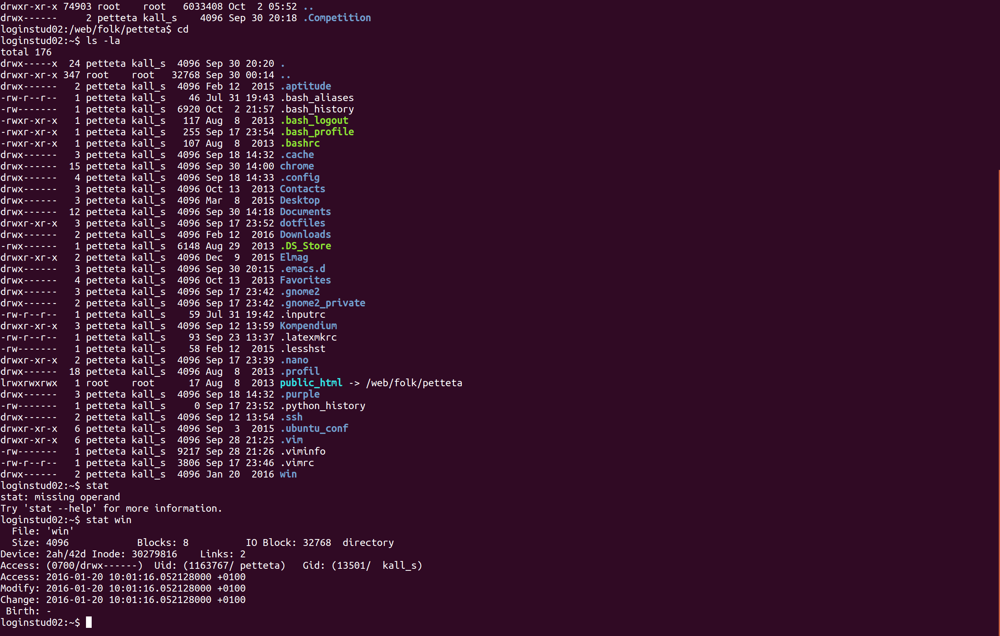 drwxr-xr-x 74903 root    root   6033408 Oct  2 05:52 ..
drwx------     2 petteta kall_s    4096 Sep 30 20:18 .Competition
loginstud02:/web/folk/petteta$ cd
loginstud02:~$ ls -la
total 176
drwx-----x  24 petteta kall_s  4096 Sep 30 20:20 .
drwxr-xr-x 347 root    root   32768 Sep 30 00:14 ..
drwx------   2 petteta kall_s  4096 Feb 12  2015 .aptitude
-rw-r--r--   1 petteta kall_s    46 Jul 31 19:43 .bash_aliases
-rw-------   1 petteta kall_s  6920 Oct  2 21:57 .bash_history
-rwxr-xr-x   1 petteta kall_s   117 Aug  8  2013 .bash_logout
-rwxr-xr-x   1 petteta kall_s   255 Sep 17 23:54 .bash_profile
-rwxr-xr-x   1 petteta kall_s   107 Aug  8  2013 .bashrc
drwx------   3 petteta kall_s  4096 Sep 18 14:32 .cache
drwx------  15 petteta kall_s  4096 Sep 30 14:00 chrome
drwx------   4 petteta kall_s  4096 Sep 18 14:33 .config
drwx------   3 petteta kall_s  4096 Oct 13  2013 Contacts
drwx------   3 petteta kall_s  4096 Mar  8  2015 Desktop
drwx------  12 petteta kall_s  4096 Sep 30 14:18 Documents
drwxr-xr-x   3 petteta kall_s  4096 Sep 17 23:52 dotfiles
drwx------   2 petteta kall_s  4096 Feb 12  2016 Downloads
-rwx------   1 petteta kall_s  6148 Aug 29  2013 .DS_Store
drwxr-xr-x   2 petteta kall_s  4096 Dec  9  2015 Elmag
drwx------   3 petteta kall_s  4096 Sep 30 20:15 .emacs.d
drwx------   4 petteta kall_s  4096 Oct 13  2013 Favorites
drwx------   3 petteta kall_s  4096 Sep 17 23:42 .gnome2
drwx------   2 petteta kall_s  4096 Sep 17 23:42 .gnome2_private
-rw-r--r--   1 petteta kall_s    59 Jul 31 19:42 .inputrc
drwxr-xr-x   3 petteta kall_s  4096 Sep 12 13:59 Kompendium
-rw-r--r--   1 petteta kall_s    93 Sep 23 13:37 .latexmkrc
-rw-------   1 petteta kall_s    58 Feb 12  2015 .lesshst
drwxr-xr-x   2 petteta kall_s  4096 Sep 17 23:39 .nano
drwx------  18 petteta kall_s  4096 Aug  8  2013 .profil
lrwxrwxrwx   1 root    root      17 Aug  8  2013 public_html -> /web/folk/petteta
drwx------   3 petteta kall_s  4096 Sep 18 14:32 .purple
-rw-------   1 petteta kall_s     0 Sep 17 23:52 .python_history
drwx------   2 petteta kall_s  4096 Sep 12 13:54 .ssh
drwxr-xr-x   6 petteta kall_s  4096 Sep  3  2015 .ubuntu_conf
drwxr-xr-x   6 petteta kall_s  4096 Sep 28 21:25 .vim
-rw-------   1 petteta kall_s  9217 Sep 28 21:26 .viminfo
-rw-r--r--   1 petteta kall_s  3806 Sep 17 23:46 .vimrc
drwx------   2 petteta kall_s  4096 Jan 20  2016 win
loginstud02:~$ stat
stat: missing operand
Try 'stat --help' for more information.
loginstud02:~$ stat win
  File: 'win'
  Size: 4096            Blocks: 8          IO Block: 32768  directory
Device: 2ah/42d Inode: 30279816    Links: 2
Access: (0700/drwx------)  Uid: (1163767/ petteta)   Gid: (13501/  kall_s)
Access: 2016-01-20 10:01:16.052128000 +0100
Modify: 2016-01-20 10:01:16.052128000 +0100
Change: 2016-01-20 10:01:16.052128000 +0100
 Birth: -
loginstud02:~$